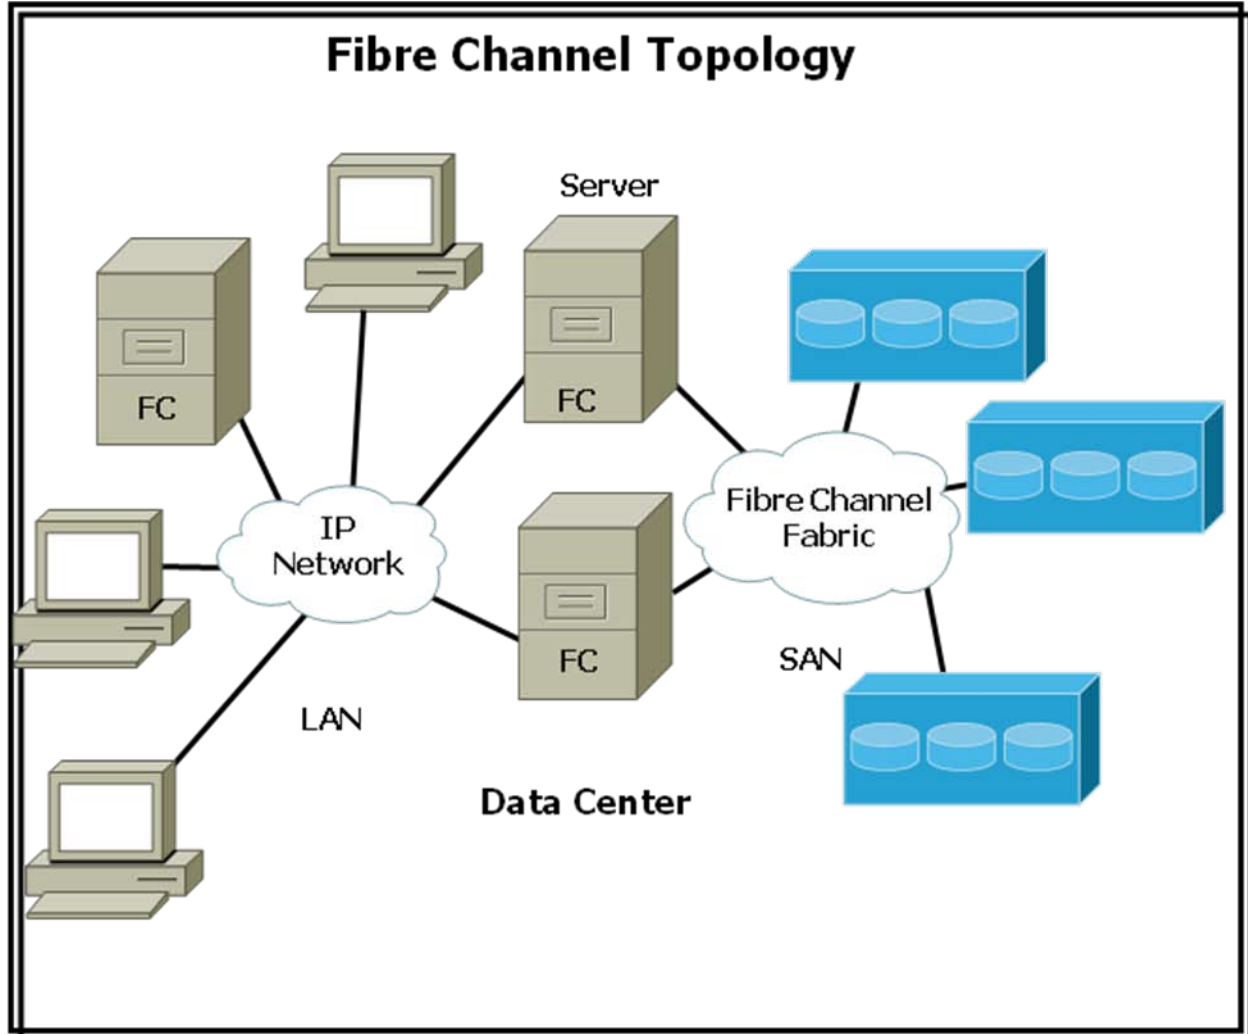 Fibre Channel Topology
Server
FC
FC
IP
Network
Fibre Channel
Fabric
FC
SAN
LAN
Data Center